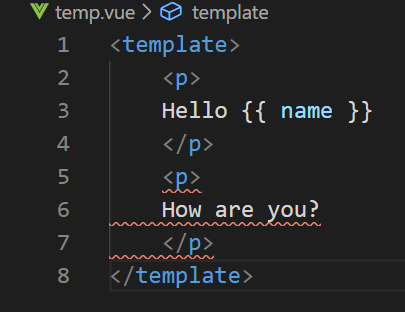 temp.vue > template
1 <template>
2 <p>
3 Hello {{ name }}
4 </p>
5 <p>
6 How are you?
7 </p>
8 </template>